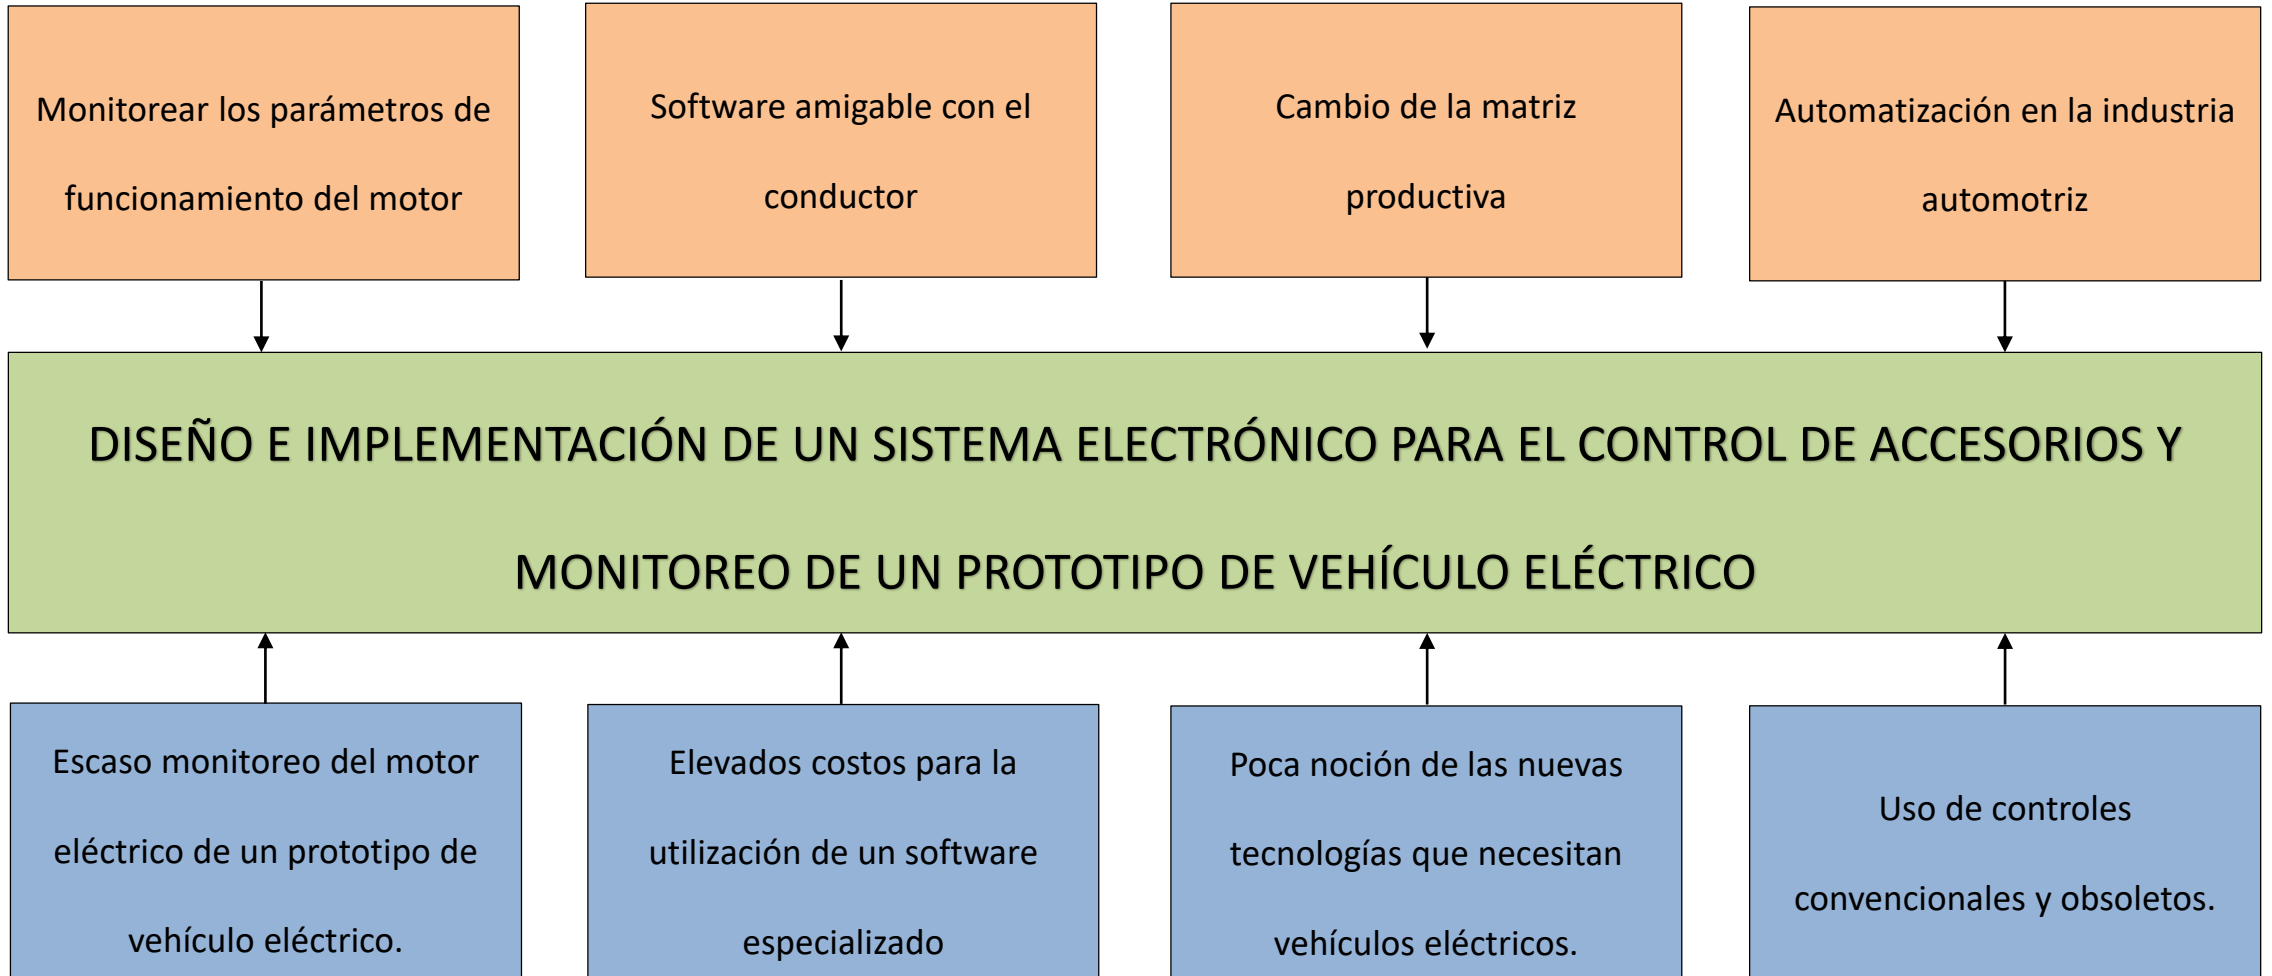 Monitorear los parámetros de
funcionamiento del motor
Software amigable con el
conductor
Cambio de la matriz
productiva
Automatización en la industria
automotriz
DISEÑO E IMPLEMENTACIÓN DE UN SISTEMA ELECTRÓNICO PARA EL CONTROL DE ACCESORIOS Y
MONITOREO DE UN PROTOTIPO DE VEHÍCULO ELÉCTRICO
Escaso monitoreo del motor
eléctrico de un prototipo de
vehículo eléctrico.
Elevados costos para la
utilización de un software
especializado
Poca noción de las nuevas
tecnologías que necesitan
vehículos eléctricos.
Uso de controles
convencionales y obsoletos.